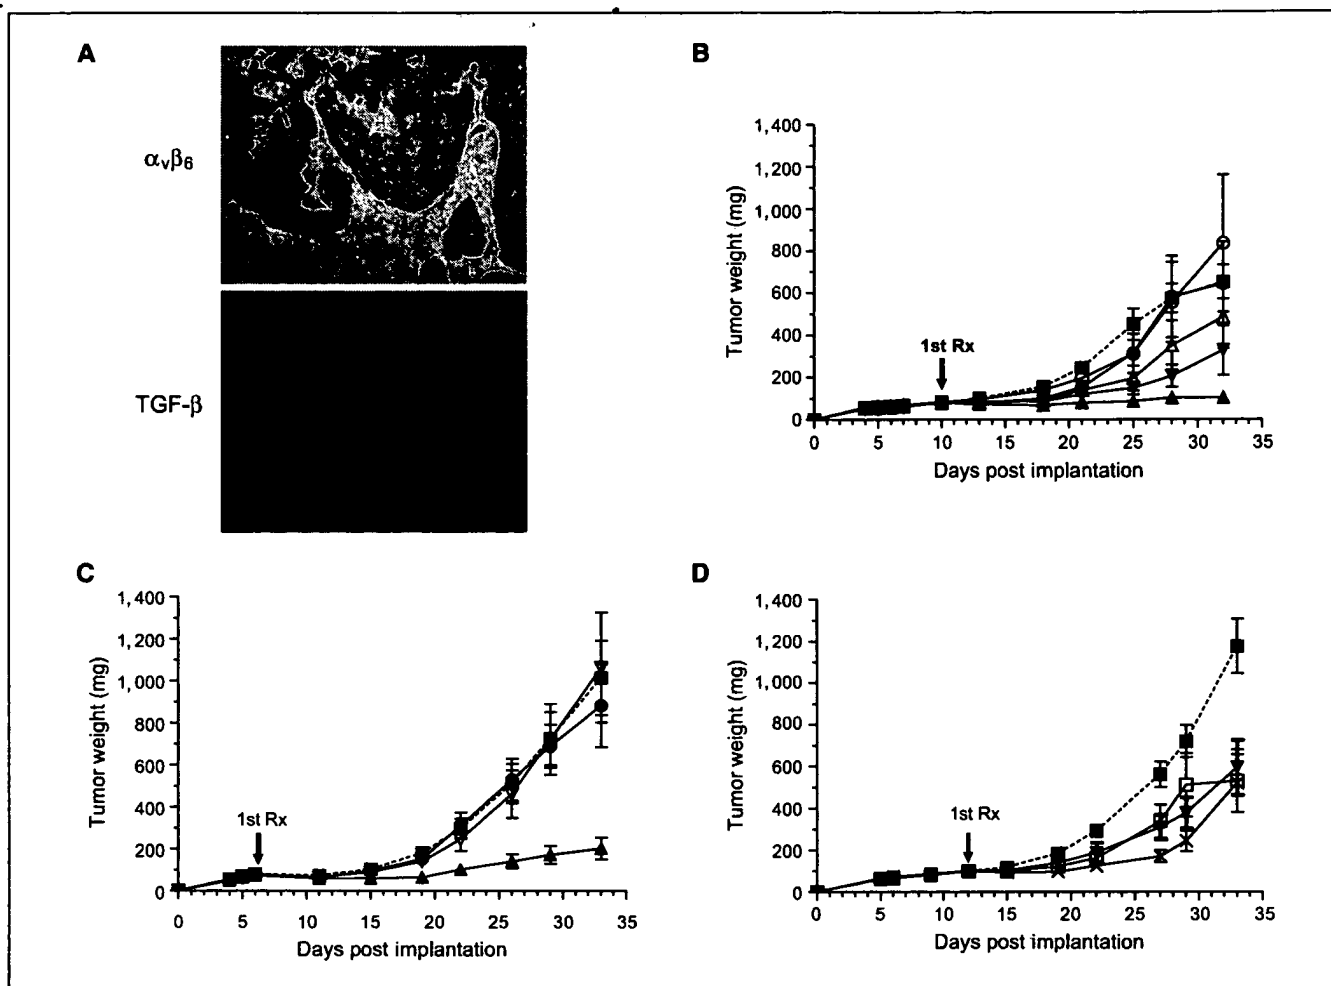 A
αvβ6
TGF-β
B
Tumor weight (mg)
1,400
1,200
1,000
800
600
400
200
0
1st Rx
0 5 10 15 20 25 30 35
Days post implantation
C
Tumor weight (mg)
1,400
1,200
1,000
800
600
400
200
0
1st Rx
0 5 10 15 20 25 30 35
Days post implantation
D
Tumor weight (mg)
1,400
1,200
1,000
800
600
400
200
0
1st Rx
0 5 10 15 20 25 30 35
Days post implantation